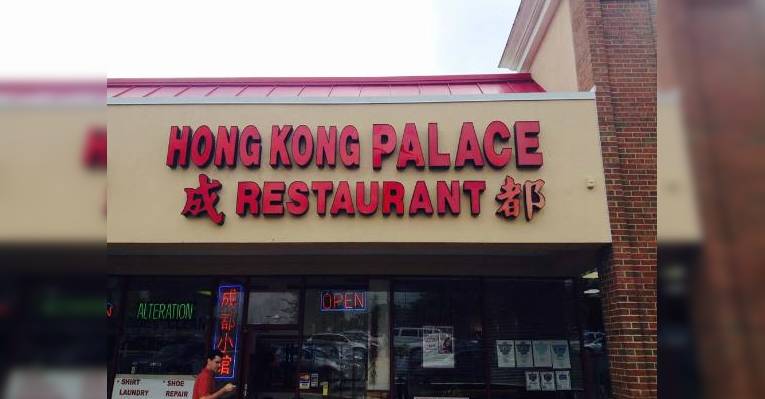 HONG KONG PALACE
成 RESTAURANT 都
ALTERATION
成都小館
OPEN
· SHIRT
LAUNDRY
· SHOE
REPAIR